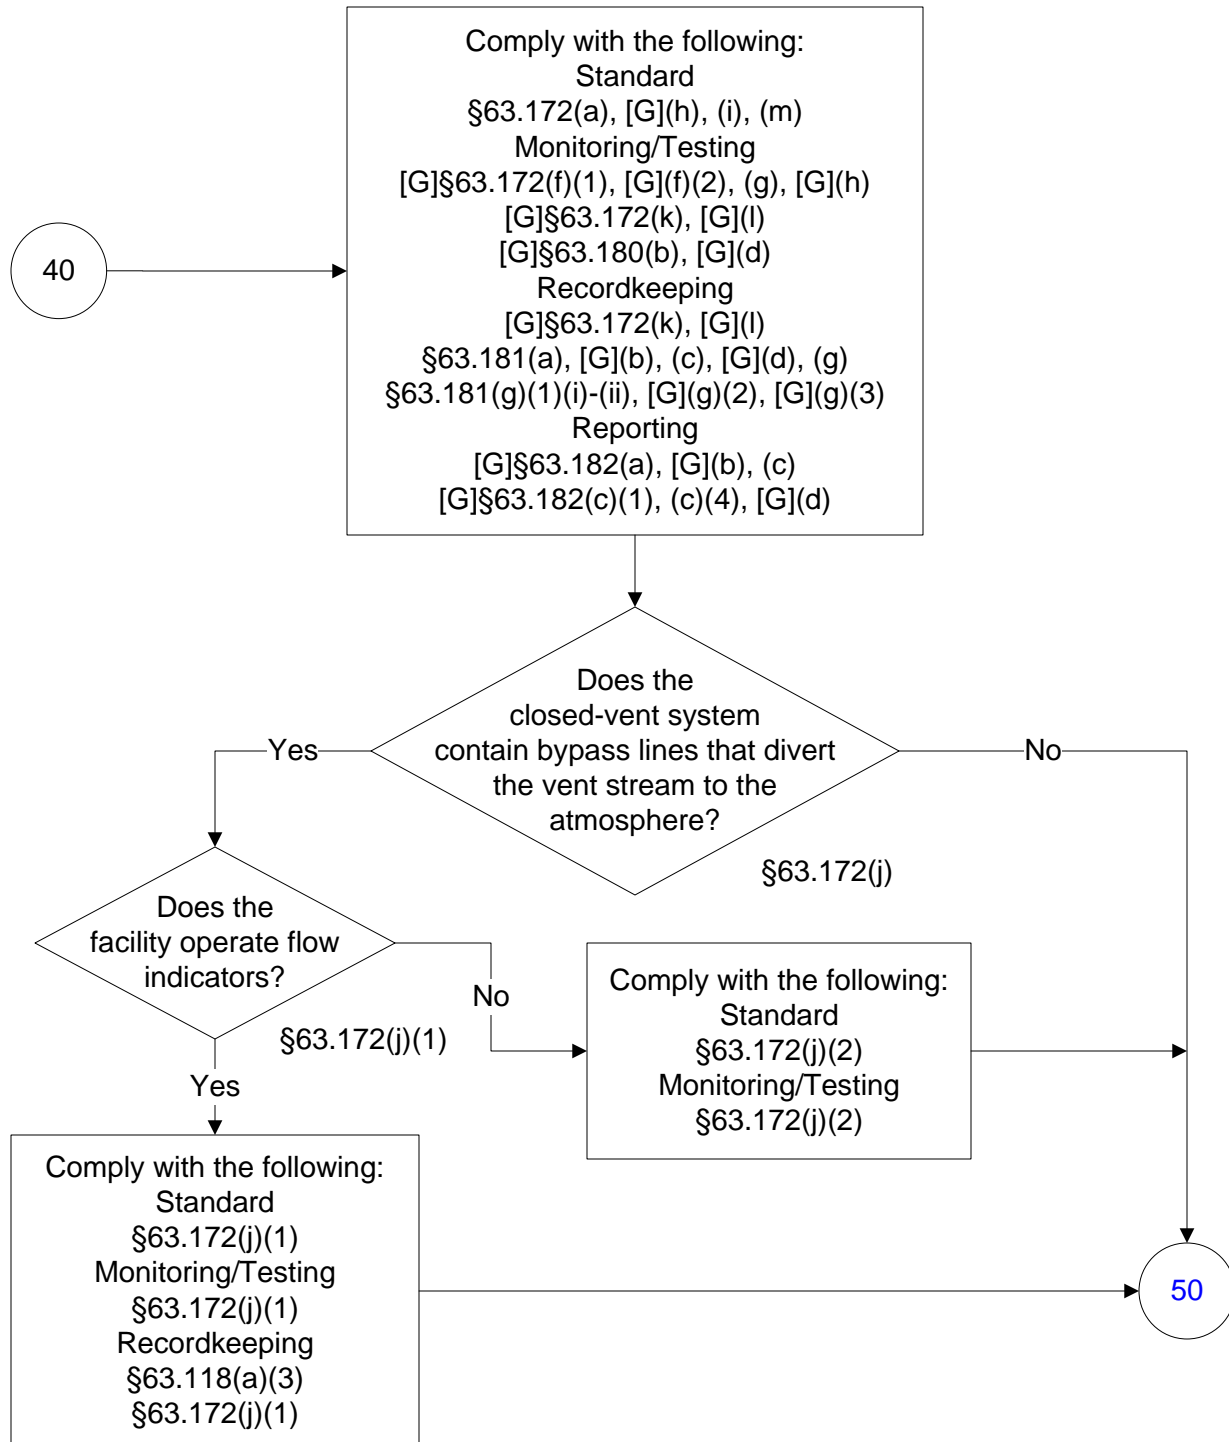 Comply with the following:
Standard
§63.172(a), [G](h), (i), (m)
Monitoring/Testing
[G]§63.172(f)(1), [G](f)(2), (g), [G](h)
[G]§63.172(k), [G](l)
[G]§63.180(b), [G](d)
Recordkeeping
[G]§63.172(k), [G](l)
§63.181(a), [G](b), (c), [G](d), (g)
§63.181(g)(1)(i)-(ii), [G](g)(2), [G](g)(3)
Reporting
[G]§63.182(a), [G](b), (c)
[G]§63.182(c)(1), (c)(4), [G](d)
40
Does the
closed-vent system
contain bypass lines that divert
the vent stream to the
atmosphere?
§63.172(j)
Yes
No
Does the
facility operate flow
indicators?
§63.172(j)(1)
No
Yes
Comply with the following:
Standard
§63.172(j)(2)
Monitoring/Testing
§63.172(j)(2)
Comply with the following:
Standard
§63.172(j)(1)
Monitoring/Testing
§63.172(j)(1)
Recordkeeping
§63.118(a)(3)
§63.172(j)(1)
50